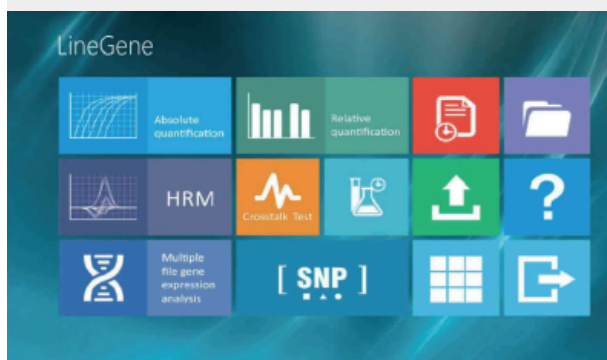 LineGene
Absolute
quantification
Relative
quantification
HRM
Crosstalk Test
?
Multiple
file gene
expression
analysis
[ SNP ]